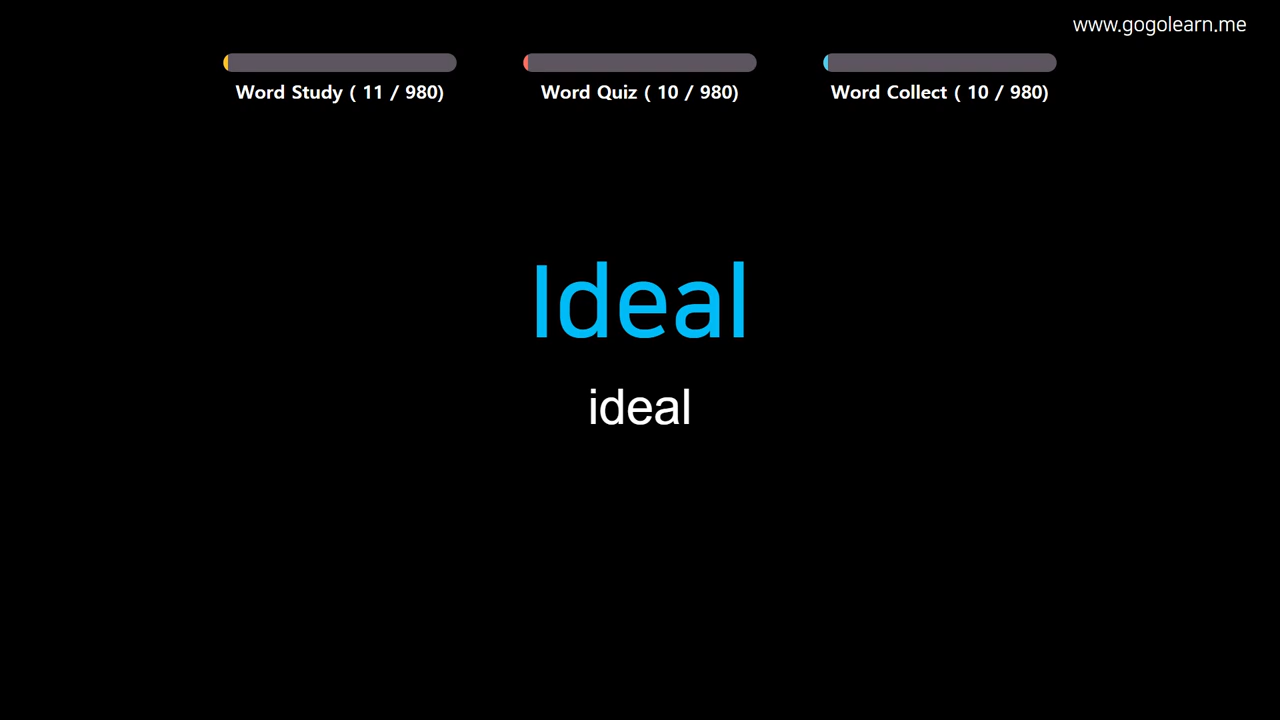 www.gogolearn.me
Word Study ( 11 / 980)
Word Quiz ( 10 / 980)
Word Collect ( 10 / 980)
Ideal
ideal